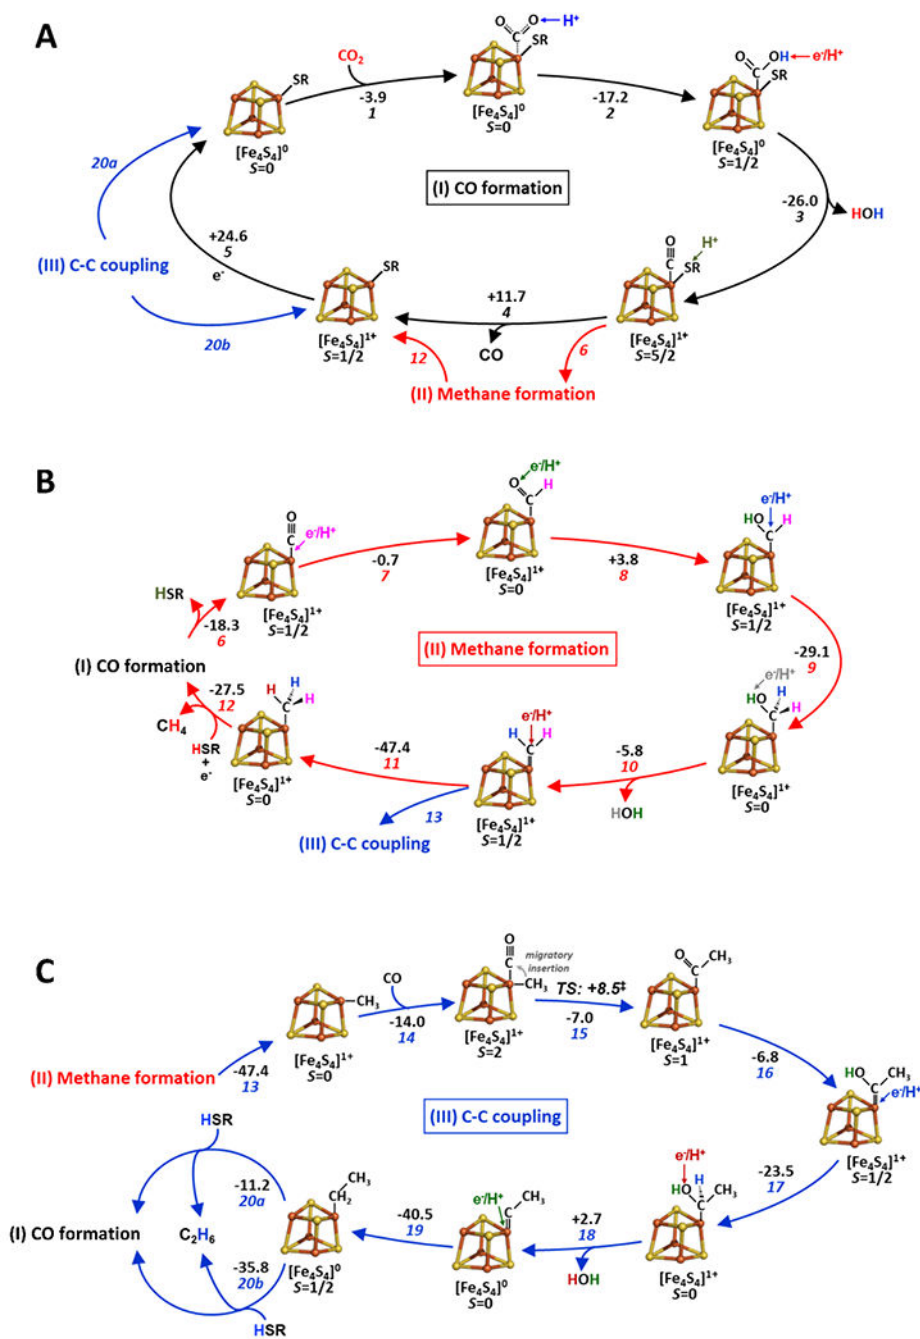 A
CO₂
-3.9
1
SR
[Fe₄S₄]⁰
S=0
O
O
H⁺
C
SR
[Fe₄S₄]⁰
S=0
-17.2
2
O
OH
e⁻/H⁺
C
SR
[Fe₄S₄]⁰
S=1/2
20a
(I) CO formation
-26.0
3
HOH
+24.6
5
e⁻
(III) C-C coupling
20b
SR
[Fe₄S₄]¹⁺
S=1/2
+11.7
4
CO
O
C
H⁺
SR
[Fe₄S₄]¹⁺
S=5/2
12
6
(II) Methane formation
B
O
C
e⁻/H⁺
[Fe₄S₄]¹⁺
S=1/2
-0.7
7
e⁻/H⁺
O
H
C
[Fe₄S₄]¹⁺
S=0
+3.8
8
e⁻/H⁺
HO
H
C
[Fe₄S₄]¹⁺
S=1/2
HSR
-18.3
6
(II) Methane formation
-29.1
9
(I) CO formation
-27.5
12
CH₄
HSR
+
e⁻
H
H
H
C
[Fe₄S₄]¹⁺
S=0
-47.4
11
e⁻/H⁺
H
H
C
[Fe₄S₄]¹⁺
S=1/2
-5.8
10
HOH
e⁻/H⁺
HO
H
H
C
[Fe₄S₄]¹⁺
S=0
13
(III) C-C coupling
C
CH₃
[Fe₄S₄]¹⁺
S=0
CO
-14.0
14
O
C
migratory
insertion
CH₃
[Fe₄S₄]¹⁺
S=2
TS: +8.5‡
-7.0
15
O
CH₃
C
[Fe₄S₄]¹⁺
S=1
-6.8
16
(II) Methane formation
-47.4
13
(III) C-C coupling
HO
CH₃
C
e⁻/H⁺
[Fe₄S₄]¹⁺
S=1/2
HSR
-11.2
20a
(I) CO formation
C₂H₆
-35.8
20b
HSR
CH₃
CH₂
[Fe₄S₄]⁰
S=1/2
-40.5
19
e⁻/H⁺
CH₃
C
[Fe₄S₄]⁰
S=0
+2.7
18
HOH
e⁻/H⁺
HO
H
CH₃
C
[Fe₄S₄]¹⁺
S=0
-23.5
17